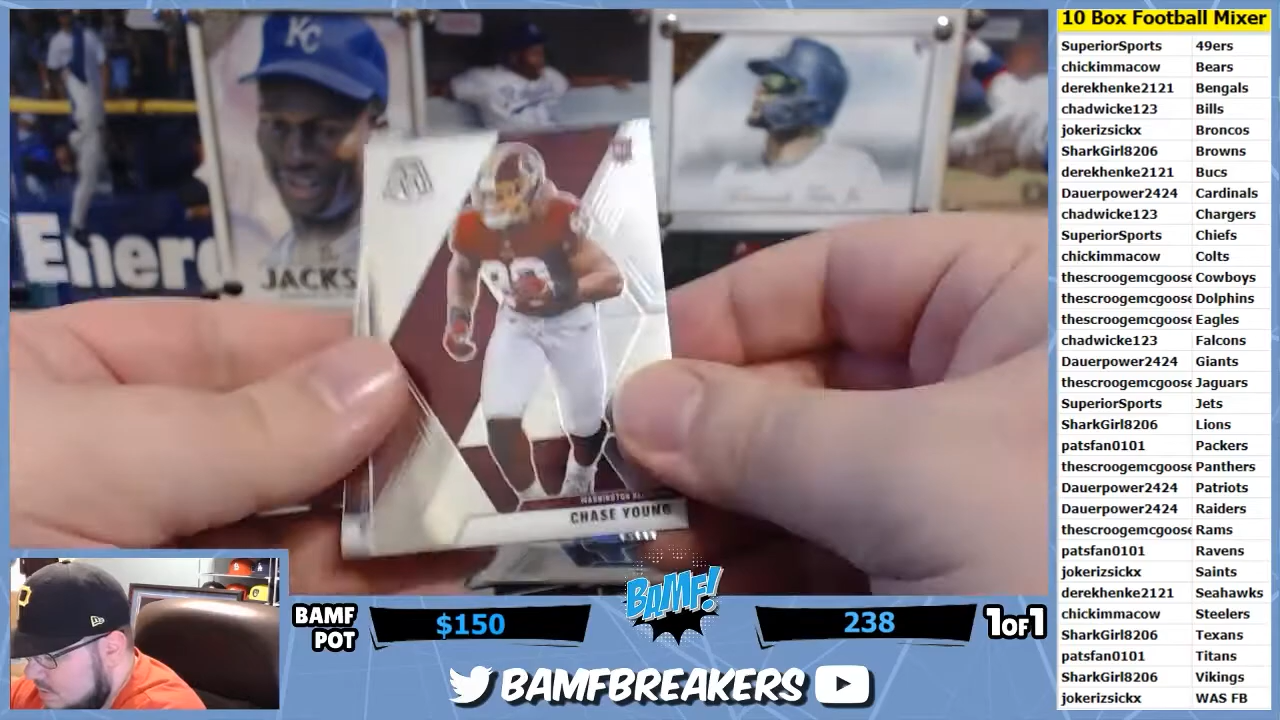 10 Box Football Mixer
SuperiorSports 49ers
chickimmacow Bears
derekhenke2121 Bengals
chadwicke123 Bills
jokerizsickx Broncos
SharkGirl8206 Browns
derekhenke2121 Bucs
Dauerpower2424 Cardinals
chadwicke123 Chargers
SuperiorSports Chiefs
chickimmacow Colts
thescroogemcgoose Cowboys
thescroogemcgoose Dolphins
thescroogemcgoose Eagles
chadwicke123 Falcons
Dauerpower2424 Giants
thescroogemcgoose Jaguars
SuperiorSports Jets
SharkGirl8206 Lions
patsfan0101 Packers
thescroogemcgoose Panthers
Dauerpower2424 Patriots
Dauerpower2424 Raiders
thescroogemcgoose Rams
patsfan0101 Ravens
jokerizsickx Saints
derekhenke2121 Seahawks
chickimmacow Steelers
SharkGirl8206 Texans
patsfan0101 Titans
SharkGirl8206 Vikings
jokerizsickx WAS FB
KC
Energ
JACKS
99
WASHINGTON
CHASE YOUNG
BAMF POT
$150
BAMF!
238
1OF1
BAMFBREAKERS